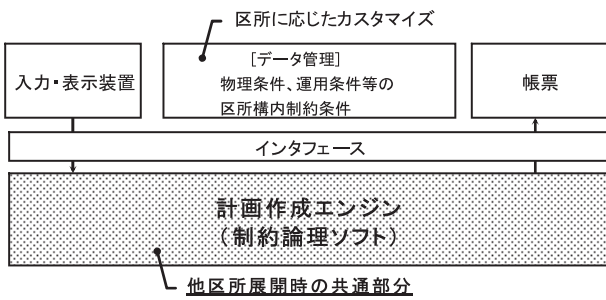 区所に応じたカスタマイズ
入力・表示装置
[データ管理]
物理条件、運用条件等の
区所構内制約条件
帳票
インタフェース
計画作成エンジン
(制約論理ソフト)
他区所展開時の共通部分